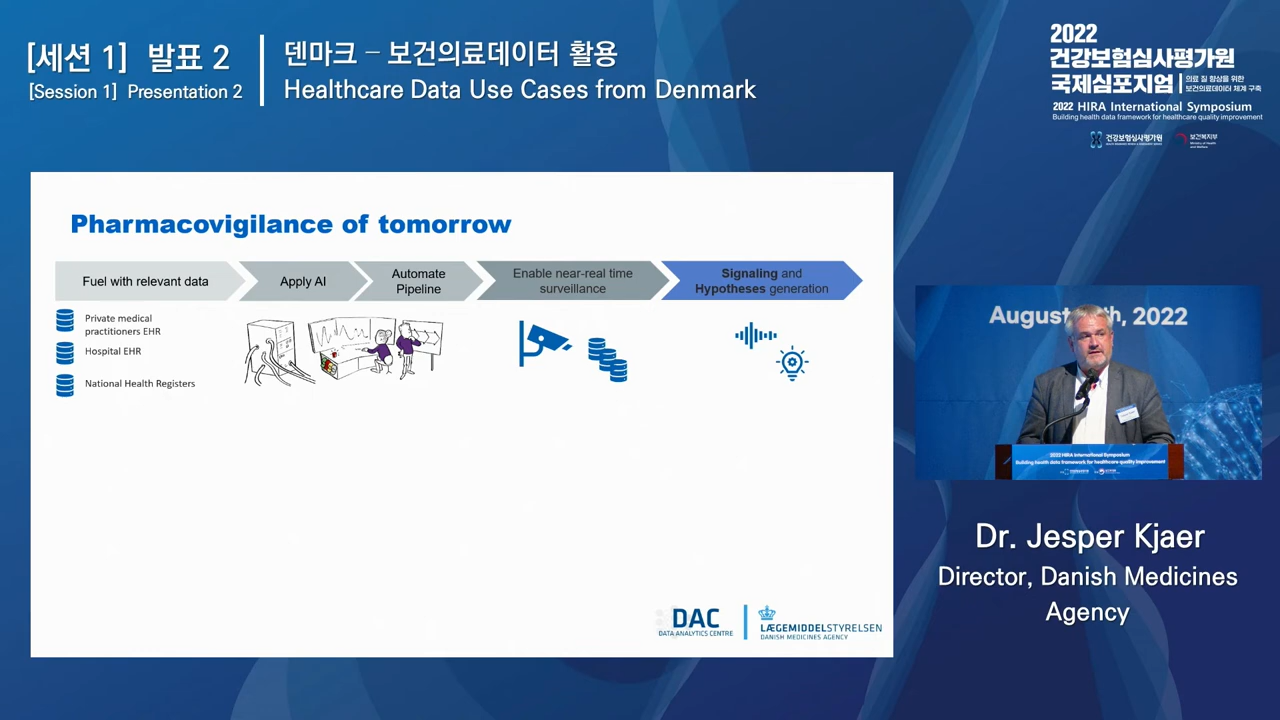 [세션 1] 발표 2
[Session 1] Presentation 2
덴마크 – 보건의료데이터 활용
Healthcare Data Use Cases from Denmark
2022
건강보험심사평가원
국제심포지엄
의료 질 향상을 위한
보건의료데이터 체계 구축
2022 HIRA International Symposium
Building health data framework for healthcare quality improvement
건강보험심사평가원
보건복지부
Ministry of Health
and Welfare
Pharmacovigilance of tomorrow
Fuel with relevant data
Apply AI
Automate
Pipeline
Enable near-real time
surveillance
Signaling and
Hypotheses generation
Private medical
practitioners EHR
Hospital EHR
National Health Registers
DAC
DATA ANALYTICS CENTRE
LÆGEMIDDELSTYRELSEN
DANISH MEDICINES AGENCY
August h, 2022
2022 HIRA International Symposium
Building health data framework for healthcare quality improvement
Dr. Jesper Kjaer
Director, Danish Medicines
Agency